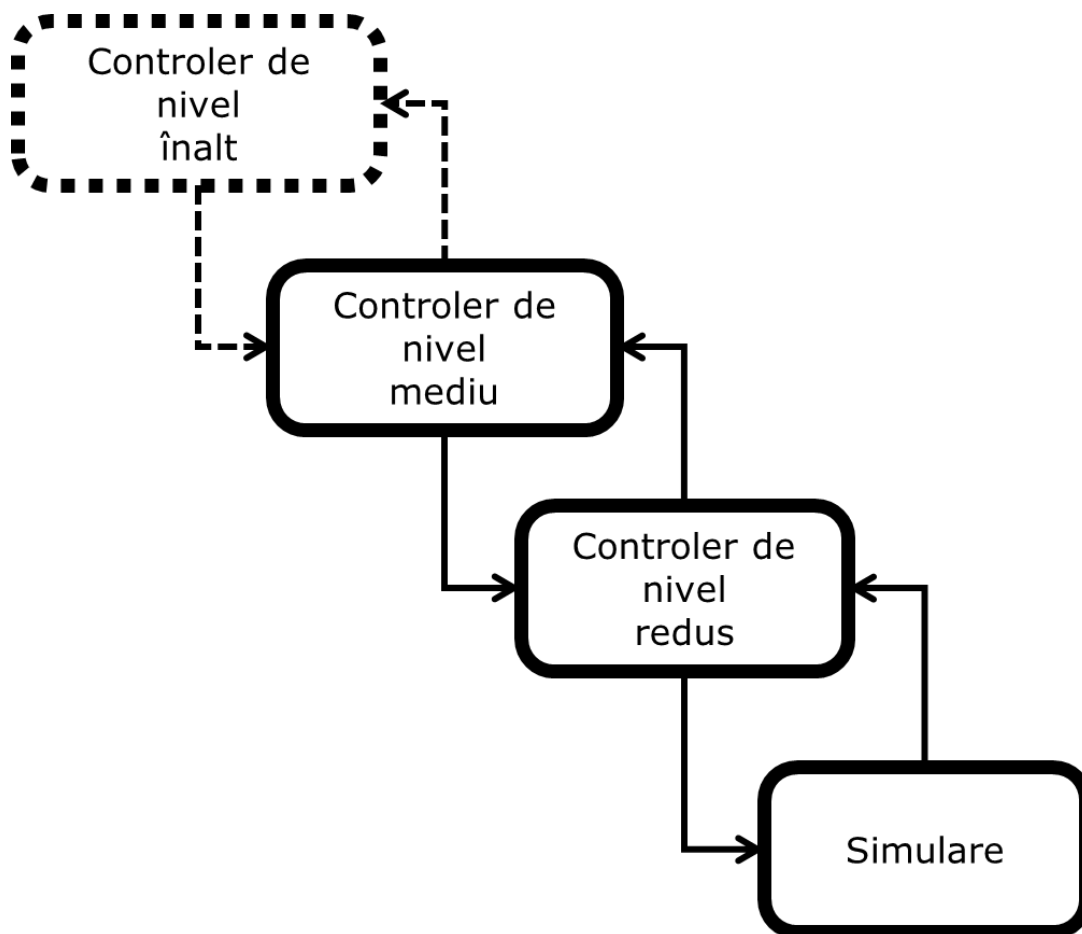 Controler de
nivel
înalt
Controler de
nivel
mediu
Controler de
nivel
redus
Simulare